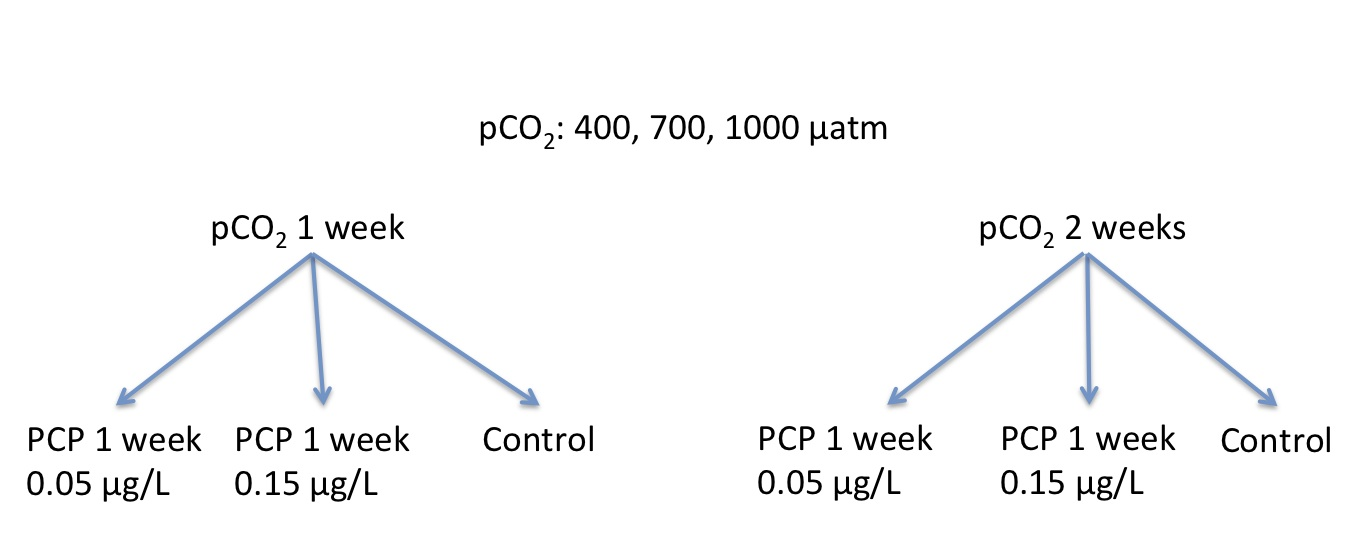 pCO₂: 400, 700, 1000 µatm
pCO₂ 1 week
pCO₂ 2 weeks
PCP 1 week
0.05 µg/L
PCP 1 week
0.15 µg/L
Control
PCP 1 week
0.05 µg/L
PCP 1 week
0.15 µg/L
Control